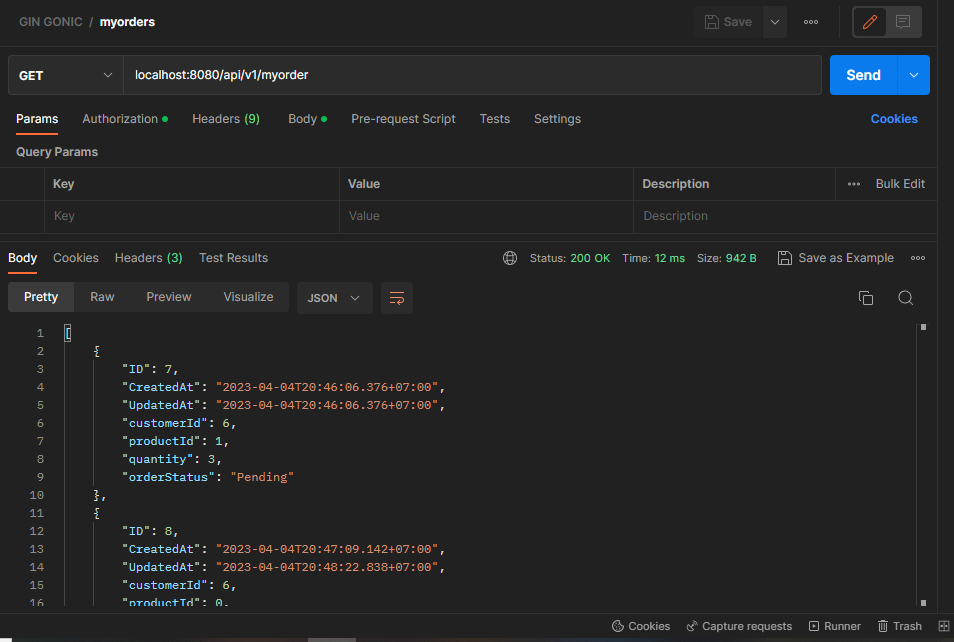 GIN GONIC / myorders
Save
GET localhost:8080/api/v1/myorder Send
Params Authorization Headers (9) Body Pre-request Script Tests Settings Cookies
Query Params
Key Value Description Bulk Edit
Key Value Description
Body Cookies Headers (3) Test Results Status: 200 OK Time: 12 ms Size: 942 B Save as Example
Pretty Raw Preview Visualize JSON
1 [
2 {
3 "ID": 7,
4 "CreatedAt": "2023-04-04T20:46:06.376+07:00",
5 "UpdatedAt": "2023-04-04T20:46:06.376+07:00",
6 "customerId": 6,
7 "productId": 1,
8 "quantity": 3,
9 "orderStatus": "Pending"
10 },
11 {
12 "ID": 8,
13 "CreatedAt": "2023-04-04T20:47:09.142+07:00",
14 "UpdatedAt": "2023-04-04T20:48:22.838+07:00",
15 "customerId": 6,
16 "productId": 0,
Cookies Capture requests Runner Trash